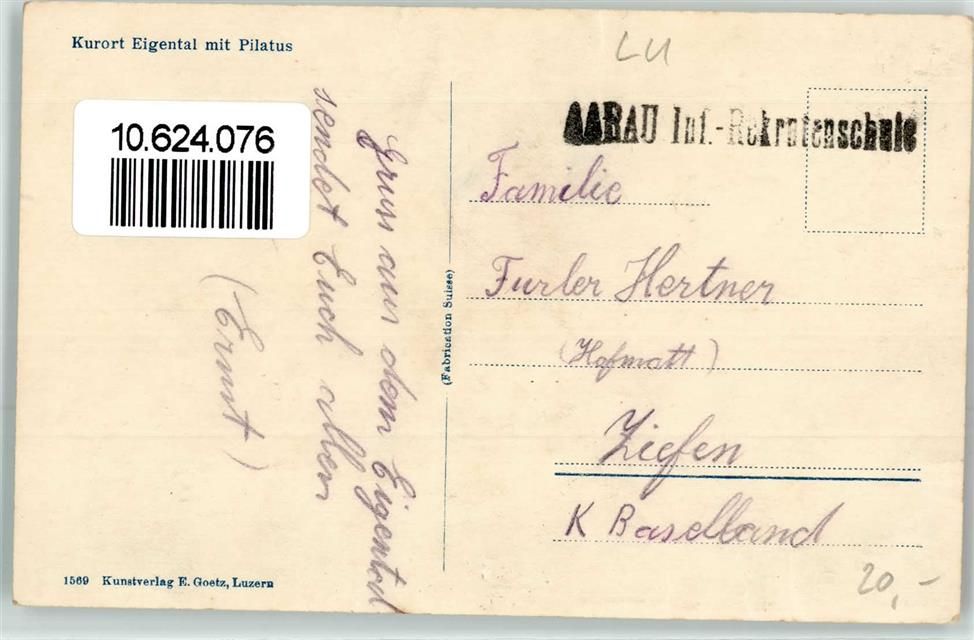 Kurort Eigental mit Pilatus
LU
10.624.076
AARAU Inf.-Rekrutenschule
Gruss aus dem Eigental
sendet Euch allen
(Ernst)
(Fabrication Suisse)
Familie
Furler Hertner
(Hofmatt)
Ziefen
K Baselland
20,-
1569 Kunstverlag E. Goetz, Luzern